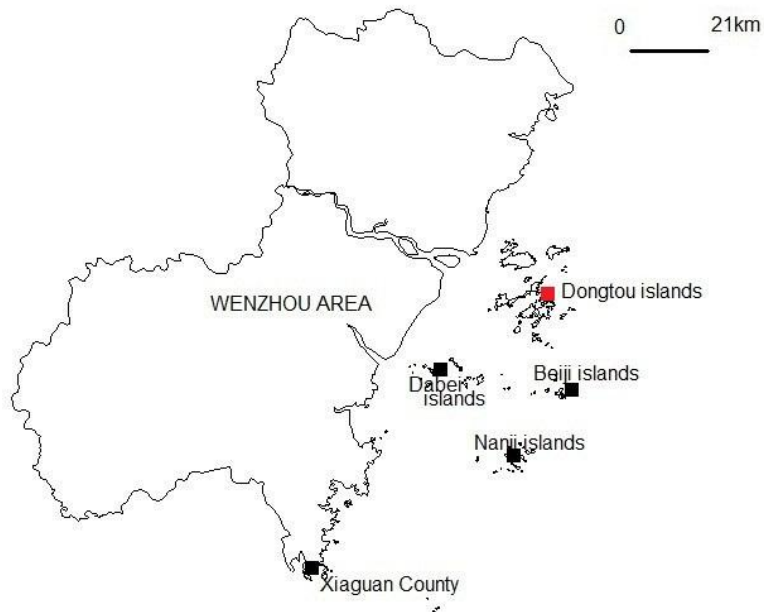 0 21km
Dongtou islands
WENZHOU AREA
Dabei
islands
Beiji islands
Nanji islands
Xiaguan County